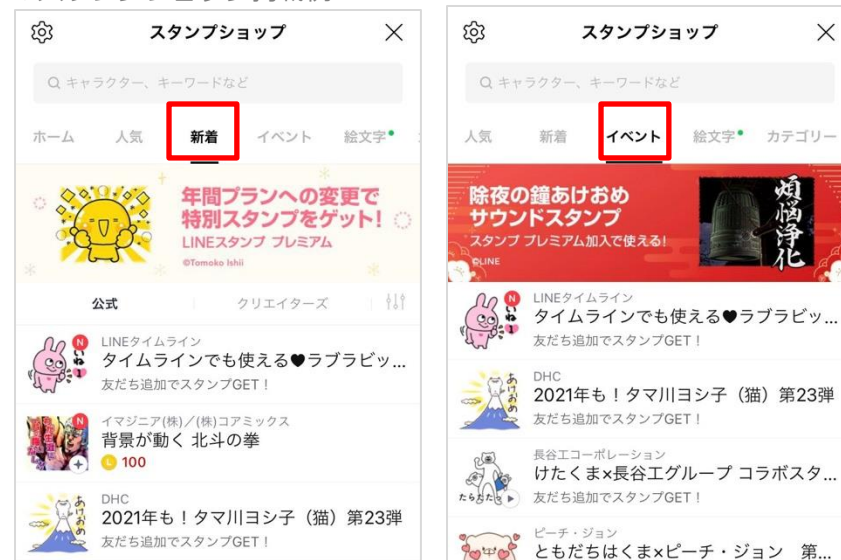 スタンプショップ
キャラクター、キーワードなど
ホーム 人気 新着 イベント 絵文字
年間プランへの変更で
特別スタンプをゲット!
LINEスタンプ プレミアム
©Tomoko Ishii
公式 クリエイターズ
N
いいね!
LINEタイムライン
タイムラインでも使える♥ラブラビッ...
友だち追加でスタンプGET!
N
イマジニア(株)/(株)コアミックス
背景が動く 北斗の拳
L 100
あけおめ
DHC
2021年も!タマ川ヨシ子(猫)第23弾
友だち追加でスタンプGET!
スタンプショップ
キャラクター、キーワードなど
人気 新着 イベント 絵文字 カテゴリー
除夜の鐘あけおめ
サウンドスタンプ
スタンプ プレミアム加入で使える!
©LINE
煩悩浄化
N
いいね!
LINEタイムライン
タイムラインでも使える♥ラブラビッ...
友だち追加でスタンプGET!
あけおめ
DHC
2021年も!タマ川ヨシ子(猫)第23弾
友だち追加でスタンプGET!
長谷工コーポレーション
けたくま×長谷工グループ コラボスタ...
友だち追加でスタンプGET!
ピーチ・ジョン
ともだちはくま×ピーチ・ジョン 第...